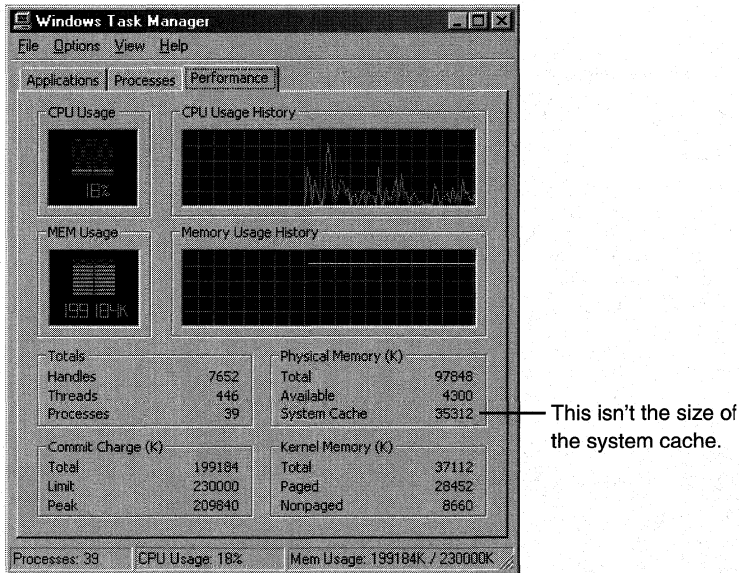 Windows Task Manager
File Options View Help
Applications Processes Performance
CPU Usage
CPU Usage History
18%
MEM Usage
Memory Usage History
199184K
Totals
Handles 7652
Threads 446
Processes 39
Physical Memory (K)
Total 97848
Available 4300
System Cache 35312
This isn't the size of
the system cache.
Commit Charge (K)
Total 199184
Limit 230000
Peak 209840
Kernel Memory (K)
Total 37112
Paged 28452
Nonpaged 8660
Processes: 39 CPU Usage: 18% Mem Usage: 199184K / 230000K